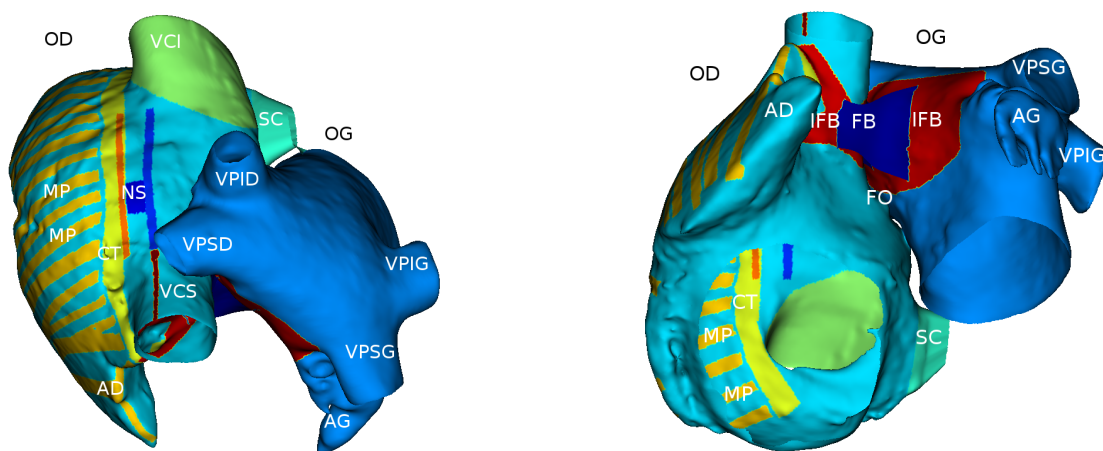 OD
VCI
SC
OG
VPID
MP
NS
MP
VPSD
CT
VPIG
VCS
VPSG
AD
AG
OG
OD
VPSG
AD
IFB
FB
IFB
AG
VPIG
FO
CT
MP
SC
MP